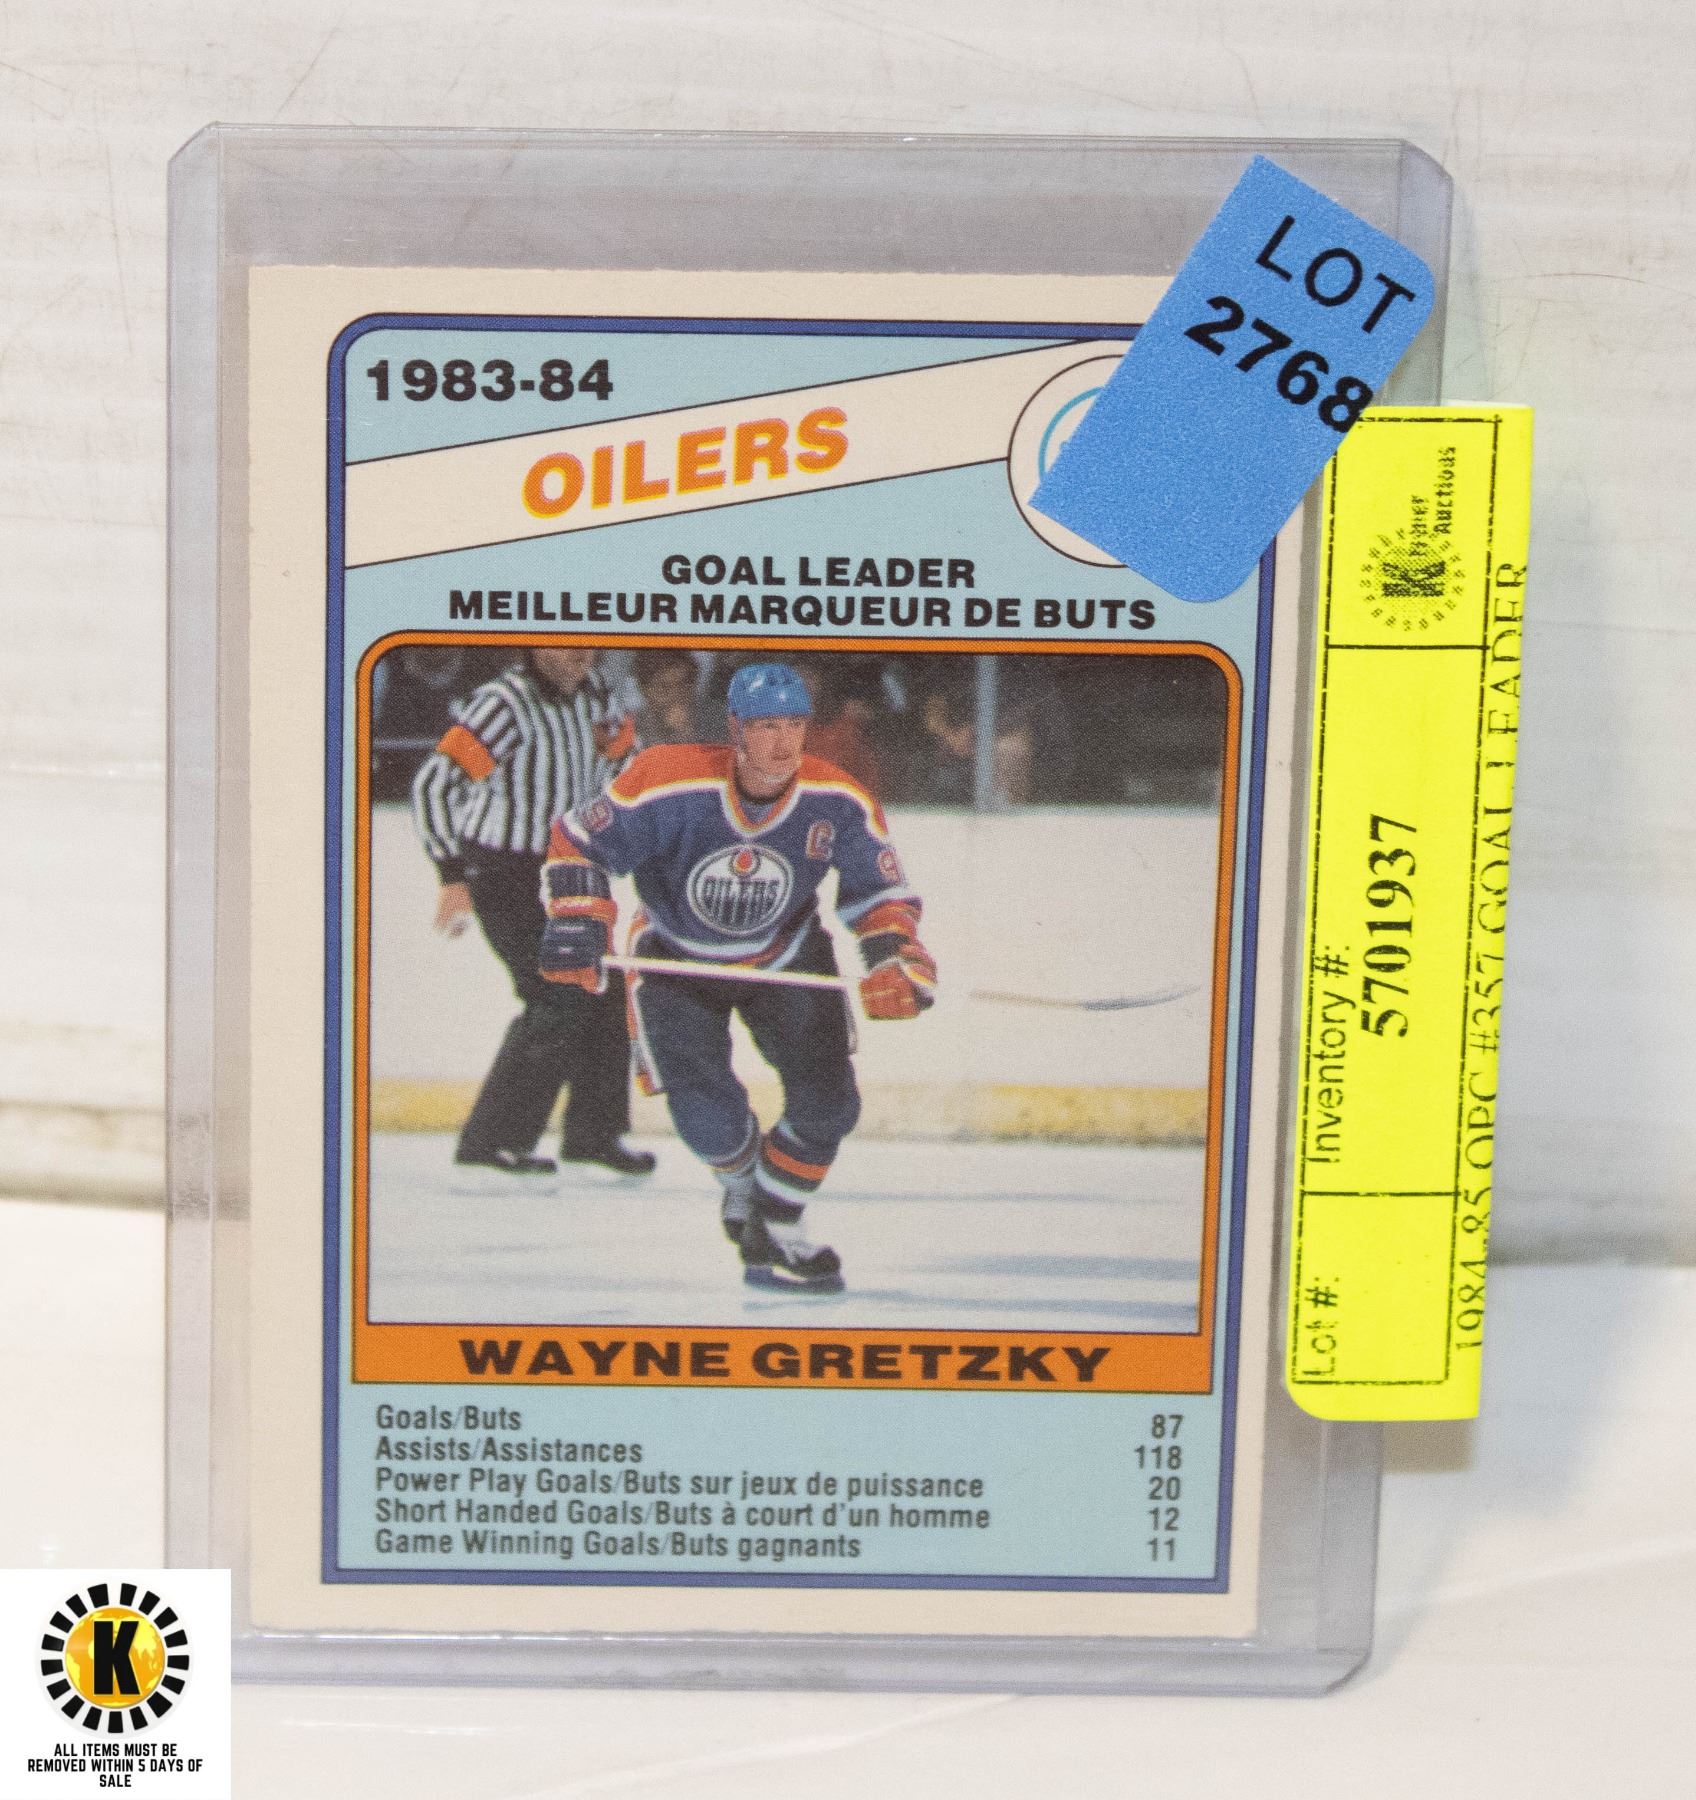 LOT
2768
1983-84
OILERS
GOAL LEADER
MEILLEUR MARQUEUR DE BUTS
C
9
OILERS
WAYNE GRETZKY
Goals/Buts 87
Assists/Assistances 118
Power Play Goals/Buts sur jeux de puissance 20
Short Handed Goals/Buts à court d'un homme 12
Game Winning Goals/Buts gagnants 11
Lot #:
Inventory #:
5701937
K
Auctions
1984-85 OPC #357 GOAL LEADER
K
ALL ITEMS MUST BE
REMOVED WITHIN 5 DAYS OF
SALE